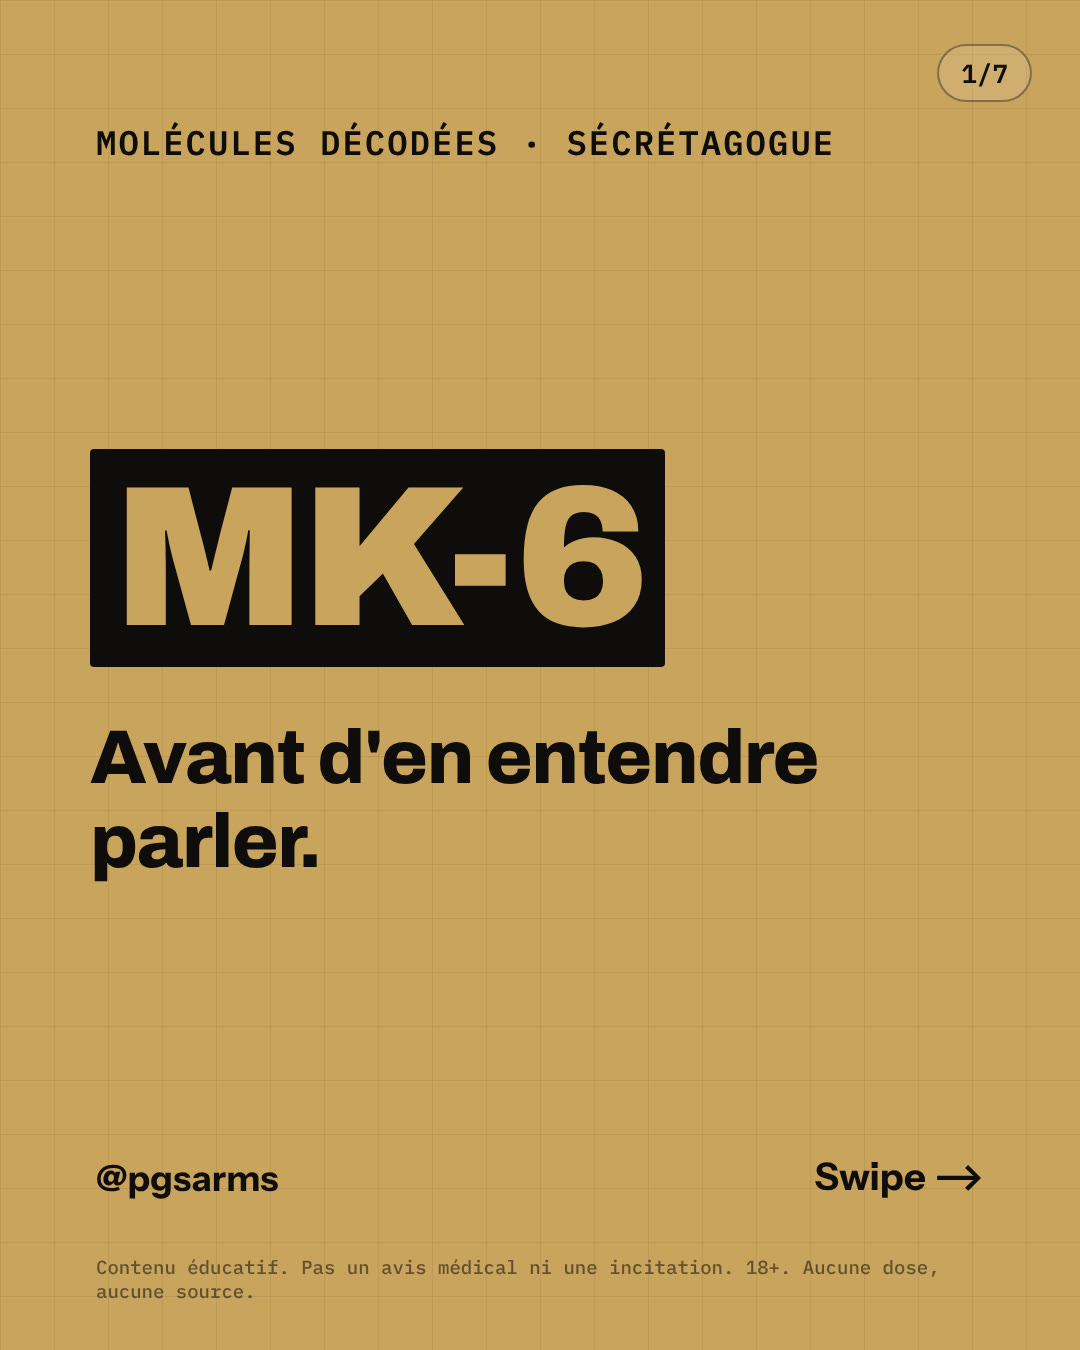 1/7
MOLÉCULES DÉCODÉES · SÉCRÉTAGOGUE
MK-6
Avant d'en entendre
parler.
@pgsarms
Swipe →
Contenu éducatif. Pas un avis médical ni une incitation. 18+. Aucune dose,
aucune source.